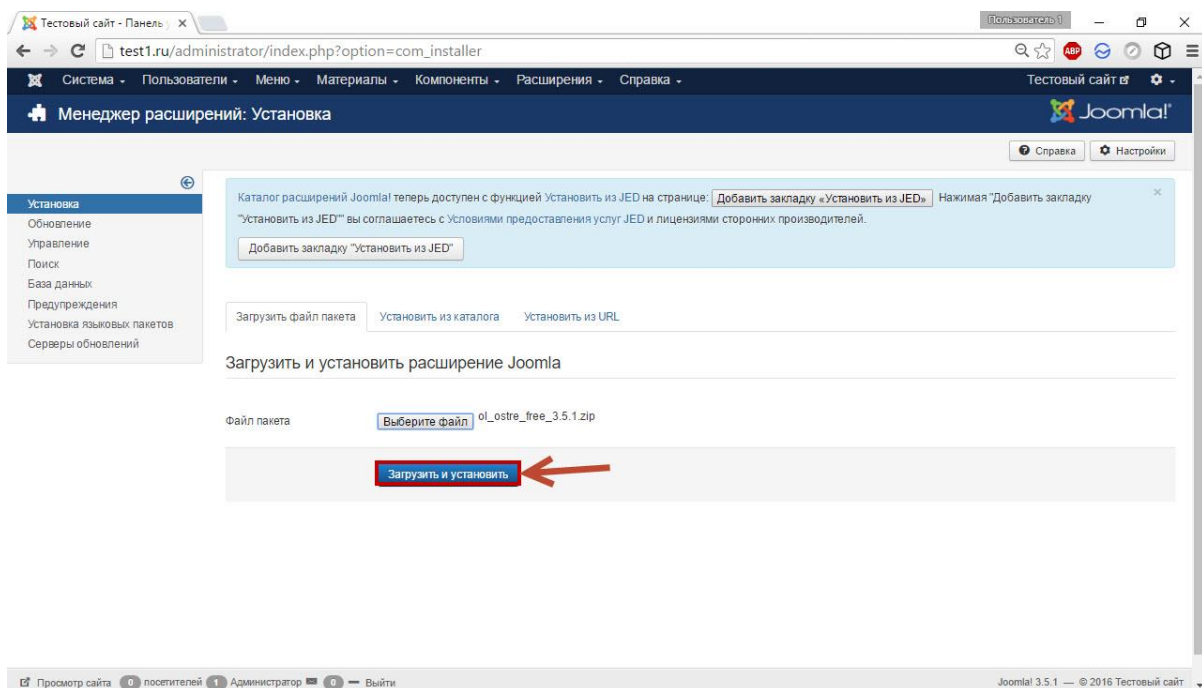 Тестовый сайт - Панель у
Пользователь 1
test1.ru/administrator/index.php?option=com_installer
ABP
Система Пользователи Меню Материалы Компоненты Расширения Справка Тестовый сайт
Менеджер расширений: Установка Joomla!®
Справка Настройки
Установка
Обновление
Управление
Поиск
База данных
Предупреждения
Установка языковых пакетов
Серверы обновлений
Каталог расширений Joomla! теперь доступен с функцией Установить из JED на странице: Добавить закладку «Установить из JED» Нажимая "Добавить закладку
"Установить из JED"" вы соглашаетесь с Условиями предоставления услуг JED и лицензиями сторонних производителей.
Добавить закладку "Установить из JED"
Загрузить файл пакета Установить из каталога Установить из URL
Загрузить и установить расширение Joomla
Файл пакета Выберите файл ol_ostre_free_3.5.1.zip
Загрузить и установить
Просмотр сайта 0 посетителей 1 Администратор 0 Выйти Joomla! 3.5.1 — © 2016 Тестовый сайт